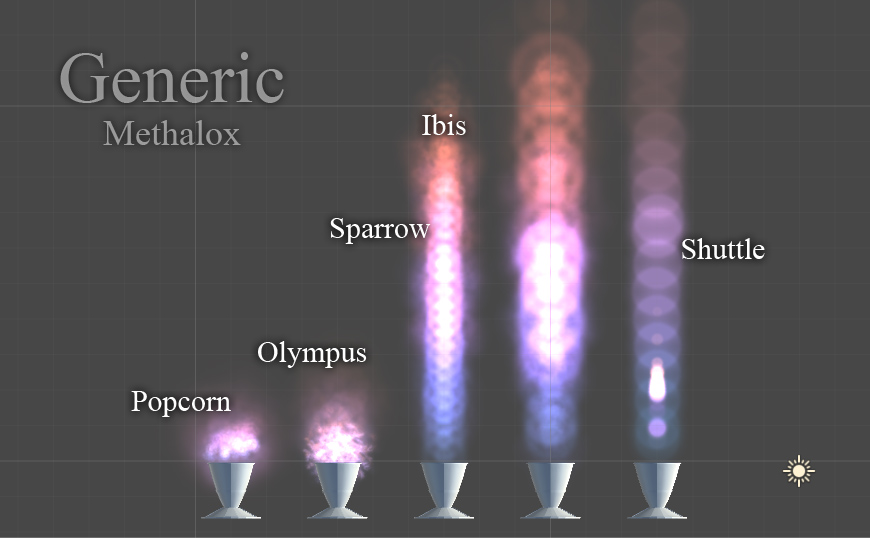 Generic
Methalox
Ibis
Sparrow
Shuttle
Olympus
Popcorn